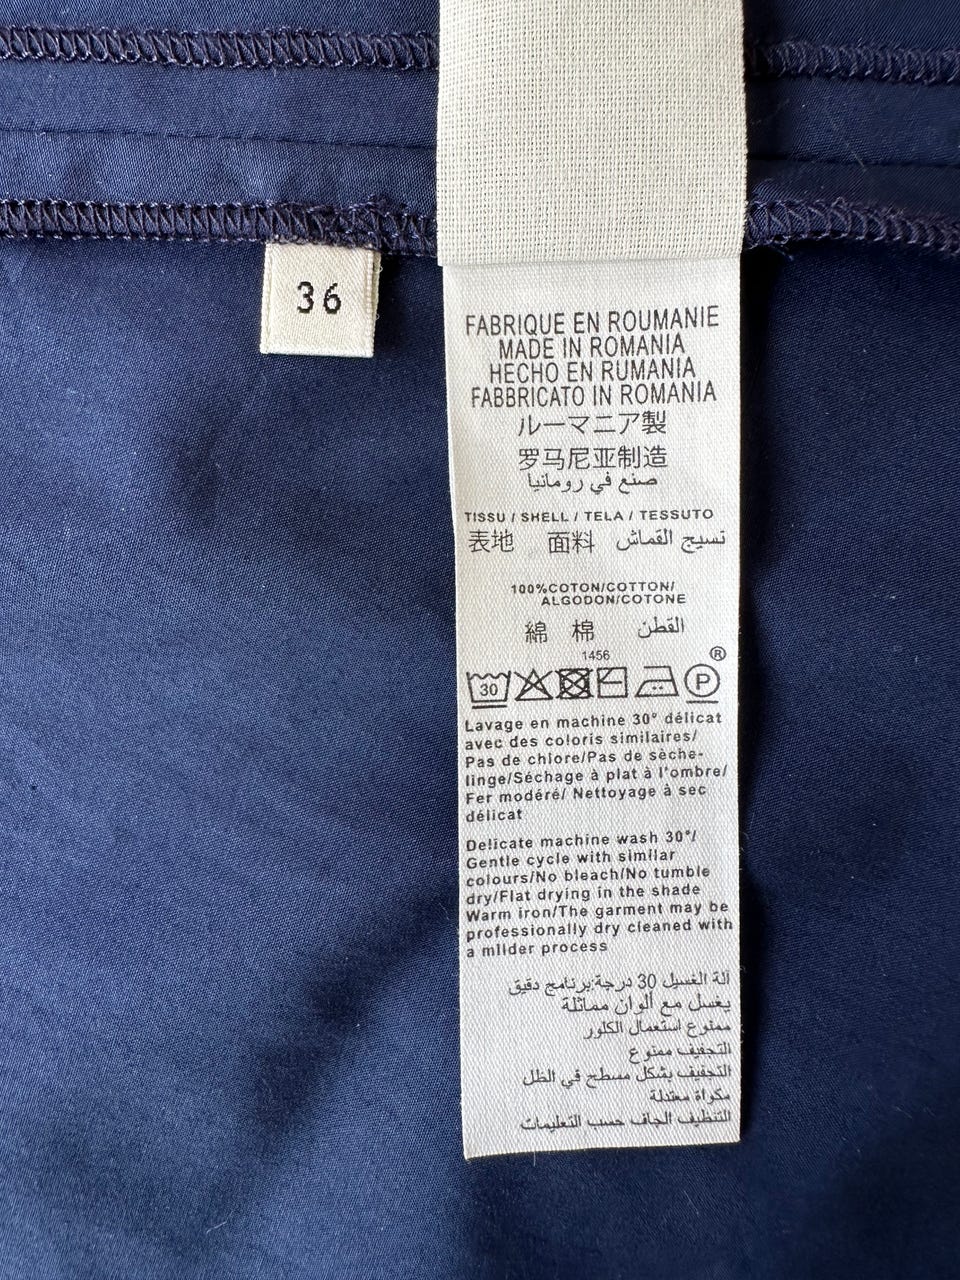 36
FABRIQUE EN ROUMANIE
MADE IN ROMANIA
HECHO EN RUMANIA
FABBRICATO IN ROMANIA
ルーマニア製
罗马尼亚制造
صنع في رومانيا
TISSU / SHELL / TELA / TESSUTO
表地 面料 نسيج القماش
100%COTON/COTTON/
ALGODON/COTONE
綿 棉 القطن
1456
®
30 P
Lavage en machine 30° délicat
avec des coloris similaires/
Pas de chlore/Pas de sèche-
linge/Séchage à plat à l'ombre/
Fer modéré/ Nettoyage à sec
délicat
Delicate machine wash 30°/
Gentle cycle with similar
colours/No bleach/No tumble
dry/Flat drying in the shade
Warm iron/The garment may be
professionally dry cleaned with
a milder process
الة الغسيل 30 درجة:برنامج دقيق
يغسل مع ألوان مماثلة
ممنوع استعمال الكلور
التجفيف ممنوع
التجفيف بشكل مسطح في الظل
مكواة معتدلة
التنظيف الجاف حسب التعليمات